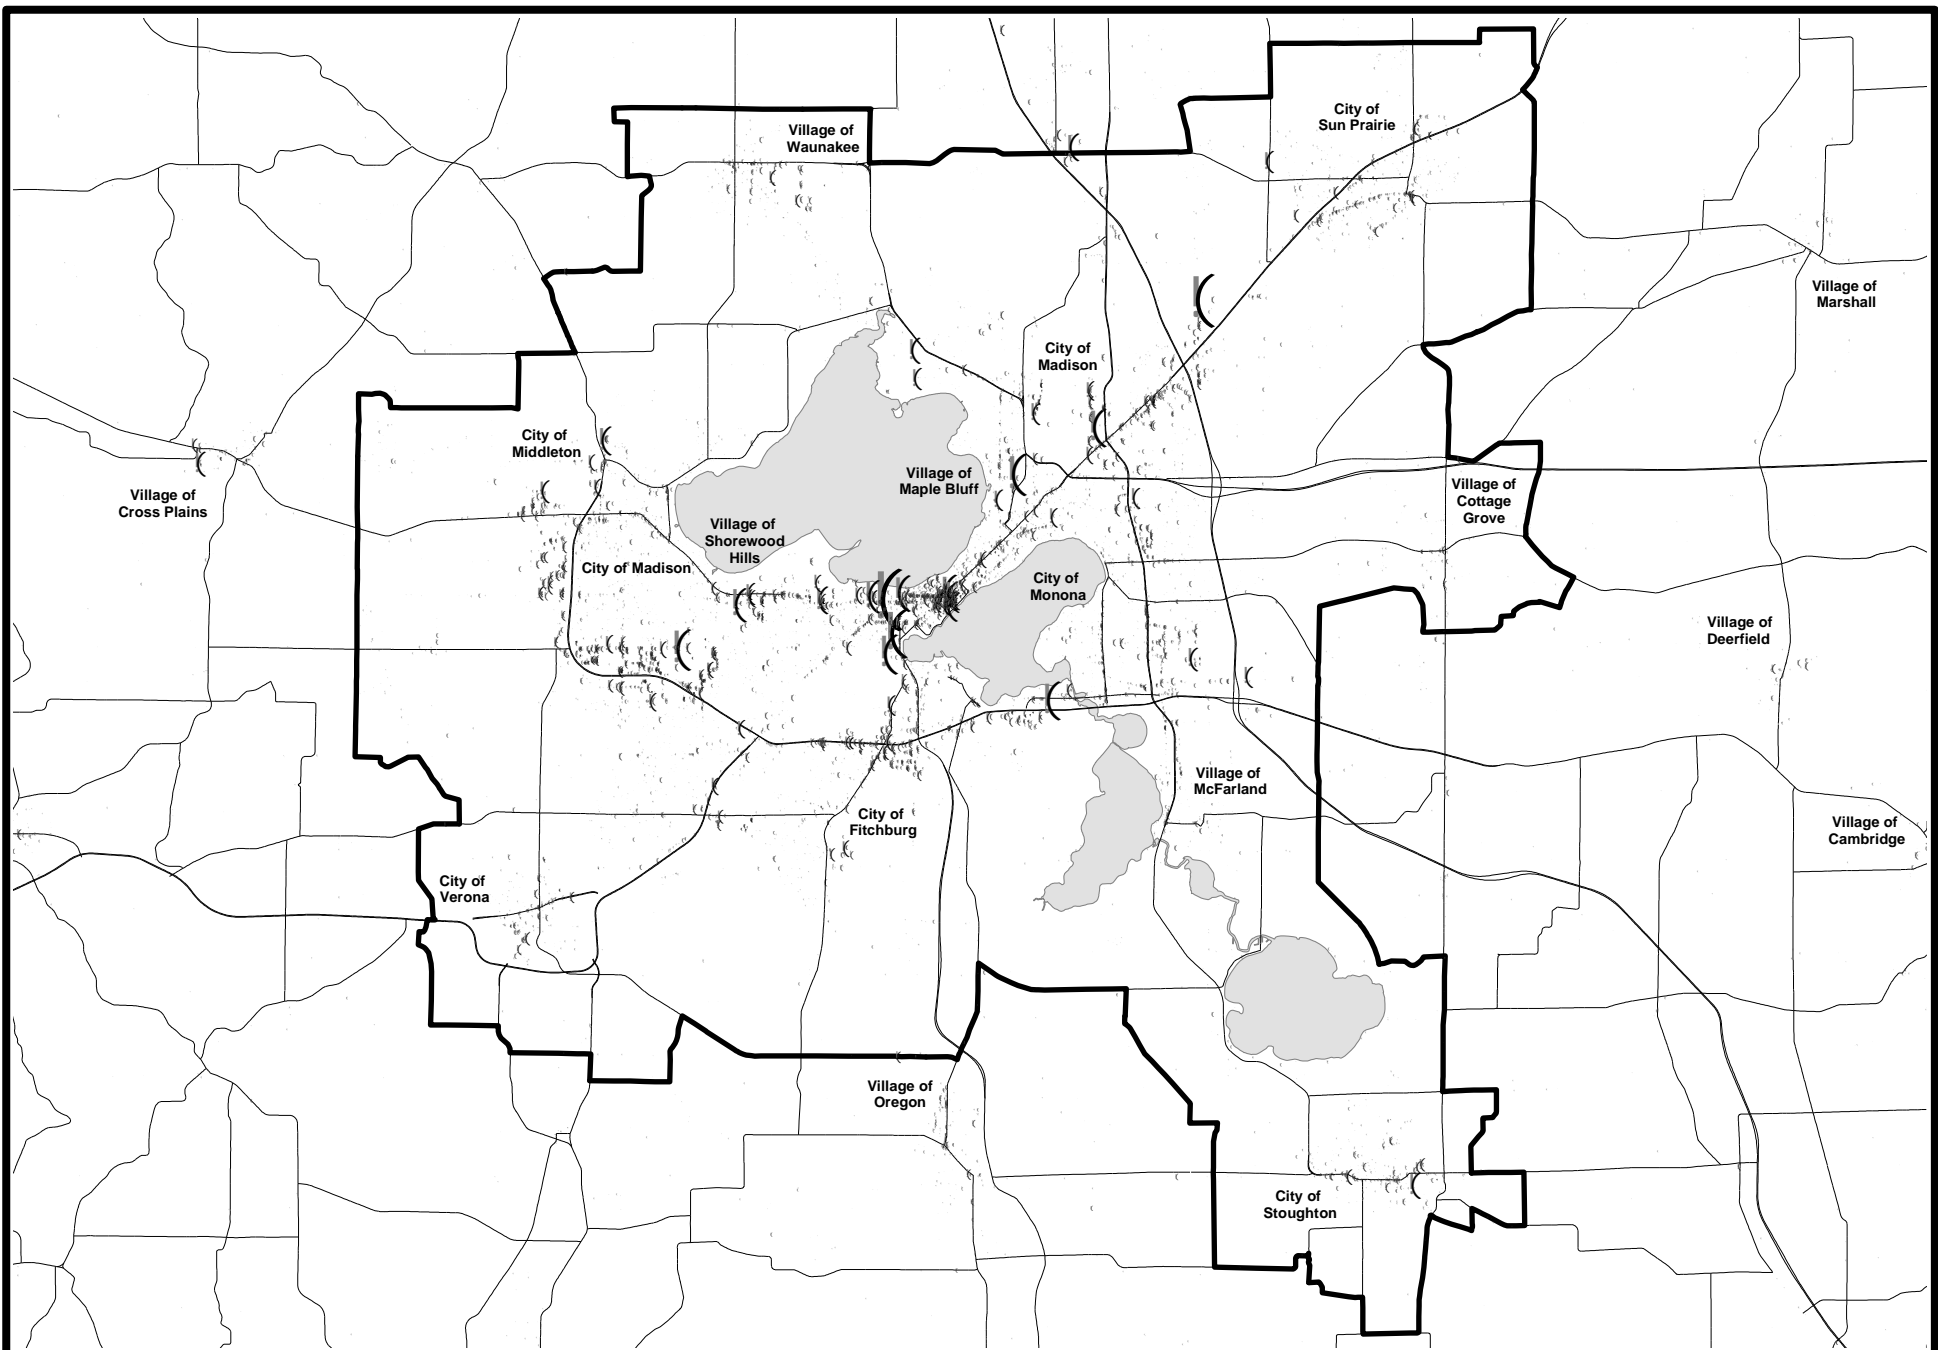 City of
Sun Prairie
Village of
Waunakee
Village of
Marshall
City of
Madison
City of
Middleton
Village of
Maple Bluff
Village of
Cross Plains
Village of
Cottage
Grove
Village of
Shorewood
Hills
City of Madison
City of
Monona
Village of
Deerfield
Village of
McFarland
City of
Fitchburg
Village of
Cambridge
City of
Verona
Village of
Oregon
City of
Stoughton